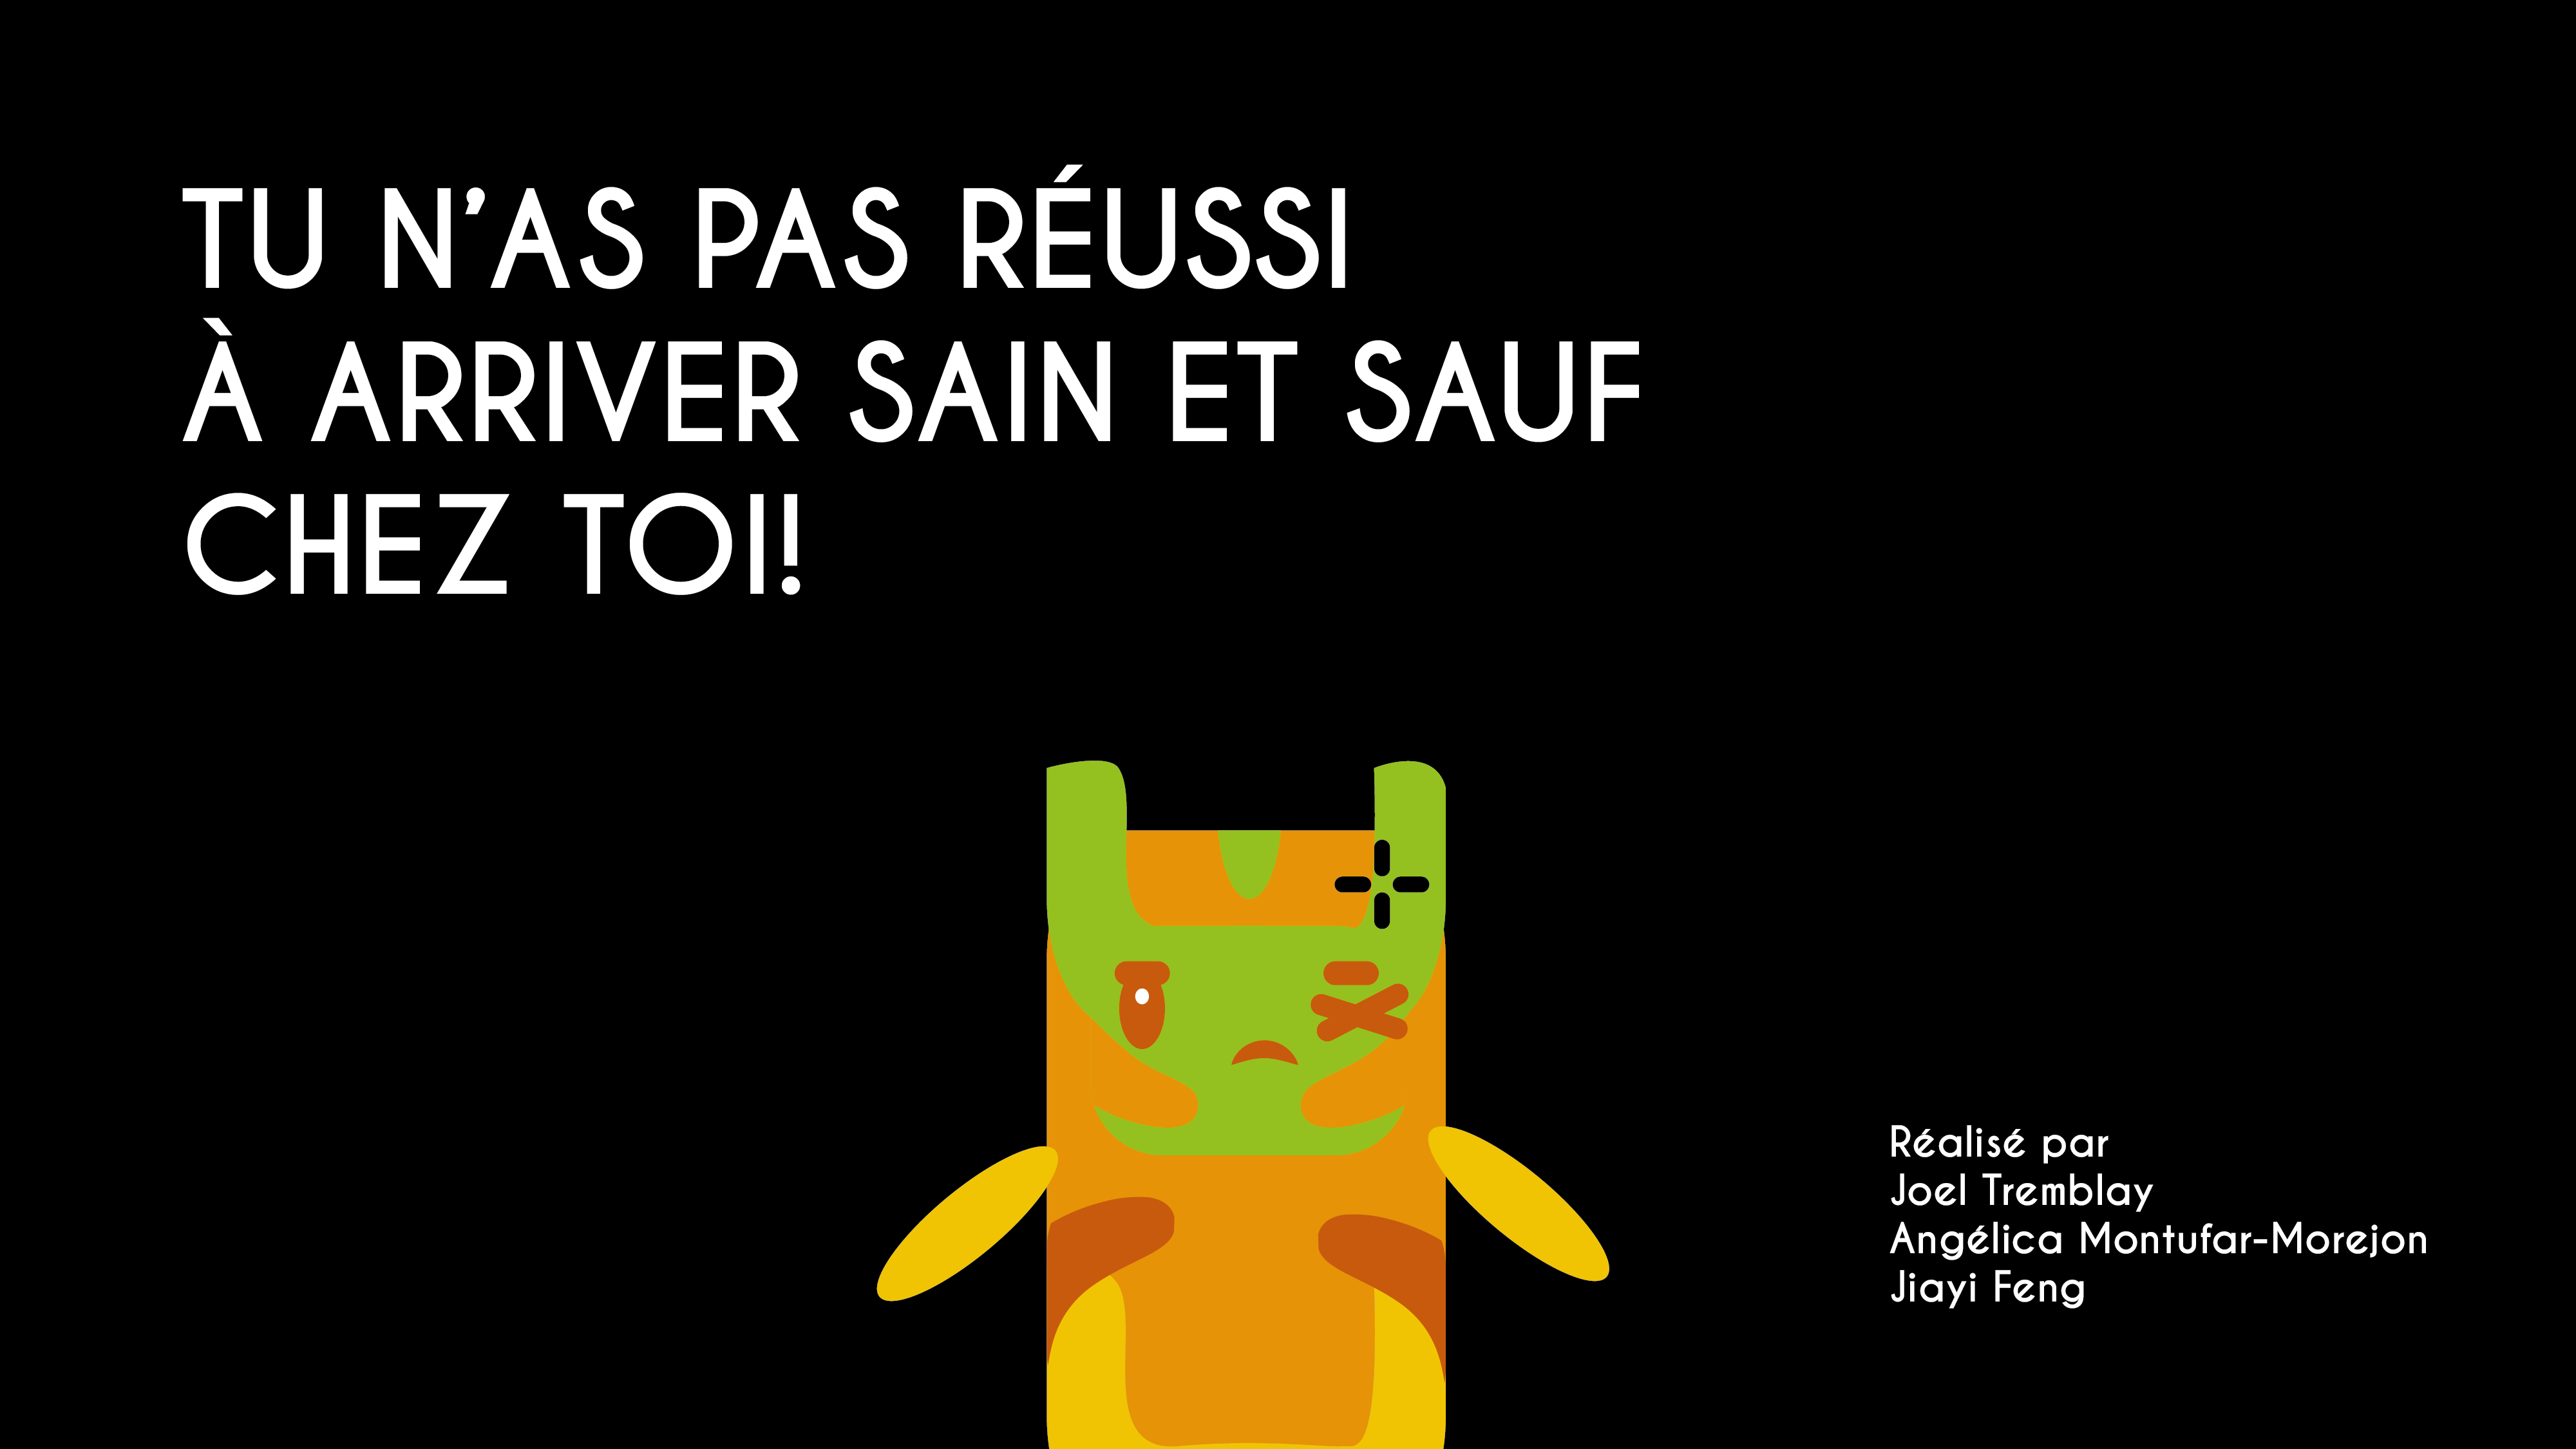 TU N’AS PAS RÉUSSI
À ARRIVER SAIN ET SAUF
CHEZ TOI!
Réalisé par
Joel Tremblay
Angélica Montufar-Morejon
Jiayi Feng